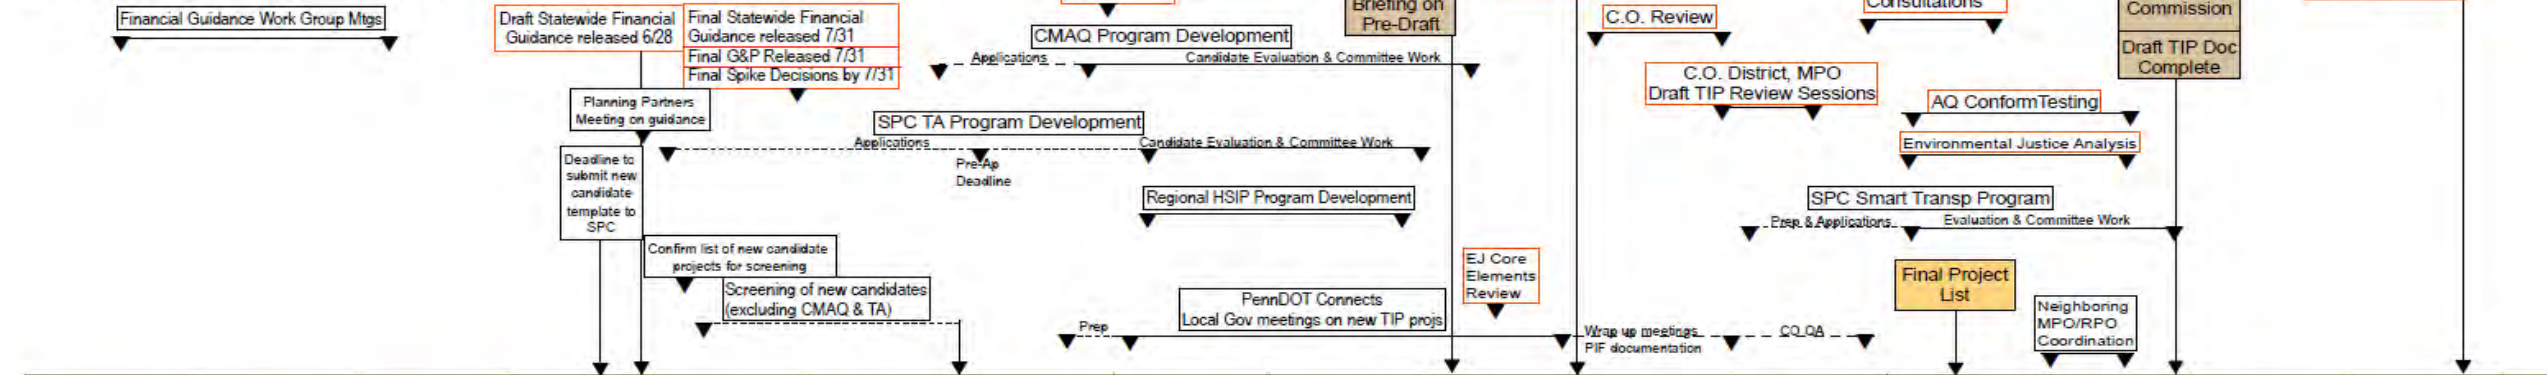 Financial Guidance Work Group Mtgs
Draft Statewide Financial
Guidance released 6/28
Final Statewide Financial
Guidance released 7/31
Final G&P Released 7/31
Final Spike Decisions by 7/31
Planning Partners
Meeting on guidance
Deadline to
submit new
candidate
template to
SPC
Confirm list of new candidate
projects for screening
Screening of new candidates
(excluding CMAQ & TA)
CMAQ Program Development
Applications
Candidate Evaluation & Committee Work
SPC TA Program Development
Applications
Candidate Evaluation & Committee Work
Pre-Ap
Deadline
Regional HSIP Program Development
PennDOT Connects
Local Gov meetings on new TIP projs
Prep
Briefing on
Pre-Draft
EJ Core
Elements
Review
Wrap up meetings
PIF documentation
CO QA
C.O. Review
C.O. District, MPO
Draft TIP Review Sessions
Consultations
AQ ConformTesting
Environmental Justice Analysis
SPC Smart Transp Program
Prep & Applications
Evaluation & Committee Work
Final Project
List
Neighboring
MPO/RPO
Coordination
Commission
Draft TIP Doc
Complete